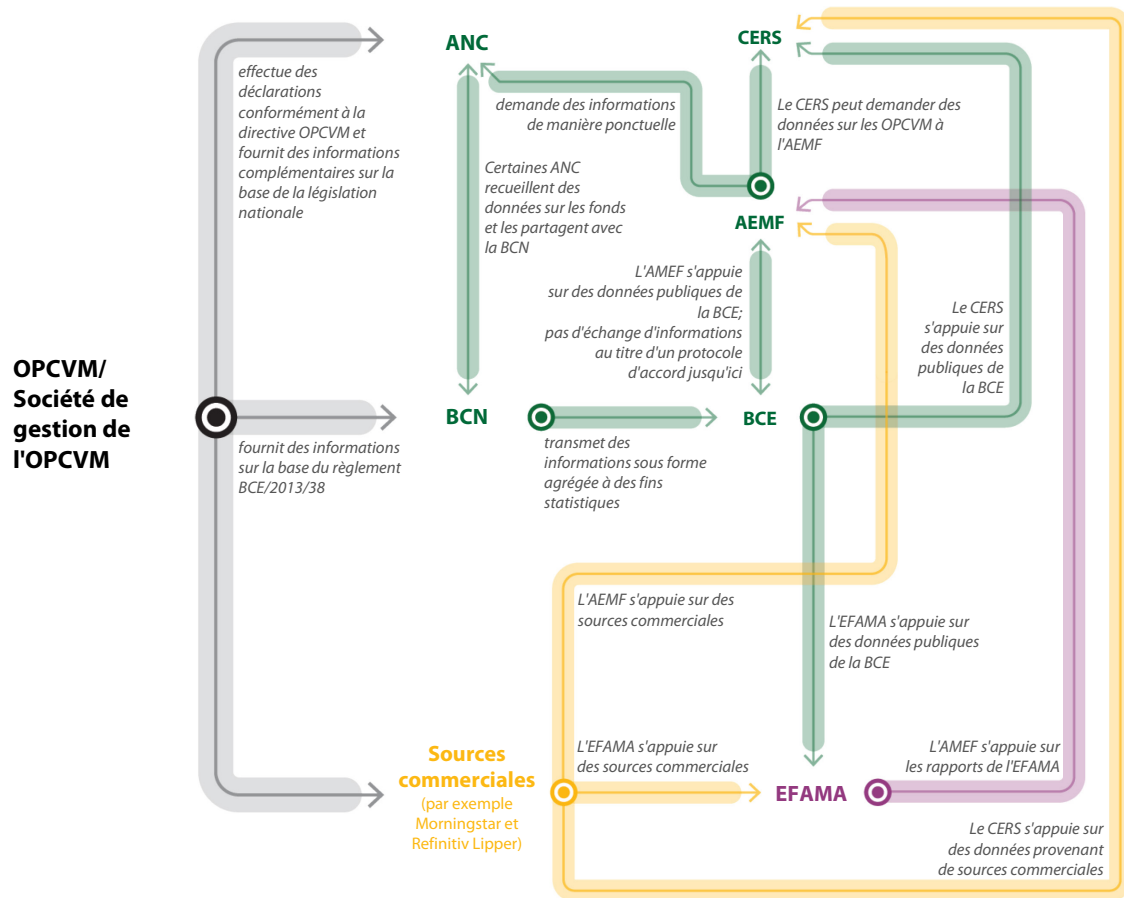 ANC
CERS
effectue des
déclarations
conformément à la
directive OPCVM et
fournit des informations
complémentaires sur la
base de la législation
nationale
demande des informations
de manière ponctuelle
Le CERS peut demander des
données sur les OPCVM à
l'AEMF
Certaines ANC
recueillent des
données sur les fonds
et les partagent avec
la BCN
AEMF
L'AMEF s'appuie
sur des données publiques de
la BCE;
pas d'échange d'informations
au titre d'un protocole
d'accord jusqu'ici
Le CERS
s'appuie sur
des données
publiques de
la BCE
OPCVM/
Société de
gestion de
l'OPCVM
BCN
BCE
fournit des informations
sur la base du règlement
BCE/2013/38
transmet des
informations sous forme
agrégée à des fins
statistiques
L'AEMF s'appuie sur des
sources commerciales
L'EFAMA s'appuie sur
des données publiques
de la BCE
Sources
commerciales
(par exemple
Morningstar et
Refinitiv Lipper)
L'EFAMA s'appuie sur
des sources commerciales
EFAMA
L'AMEF s'appuie sur
les rapports de l'EFAMA
Le CERS s'appuie sur
des données provenant
de sources commerciales